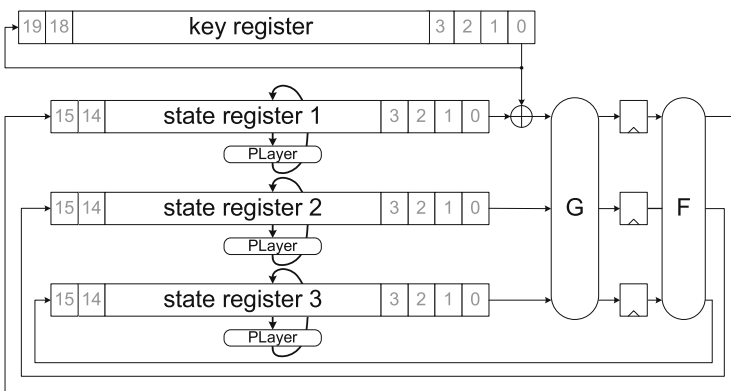 19 18 key register 3 2 1 0
15 14 state register 1 3 2 1 0
PLayer
15 14 state register 2 3 2 1 0
G F
PLayer
15 14 state register 3 3 2 1 0
PLayer